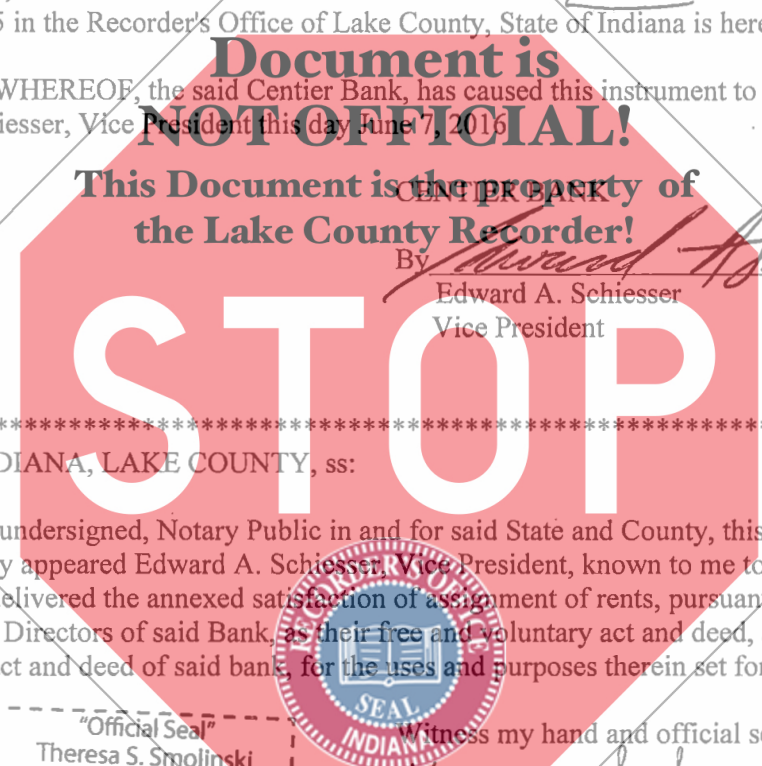 5 in the Recorder's Office of Lake County, State of Indiana is here
Document is
WHEREOF, the said Centier Bank, has caused this instrument to
NOT OFFICIAL!
iesser, Vice President this day June 7, 2016
This Document is the property of
CENTIER BANK
the Lake County Recorder!
By
Edward A. Schiesser
Vice President
STOP
****************************************************
DIANA, LAKE COUNTY, ss:
undersigned, Notary Public in and for said State and County, this
y appeared Edward A. Schiesser, Vice President, known to me to
elivered the annexed satisfaction of assignment of rents, pursuan
Directors of said Bank, as their free and voluntary act and deed,
ct and deed of said bank, for the uses and purposes therein set for
RECORDER'S OFFICE
SEAL
INDIANA
"Official Seal"
Witness my hand and official se
Theresa S. Smolinski